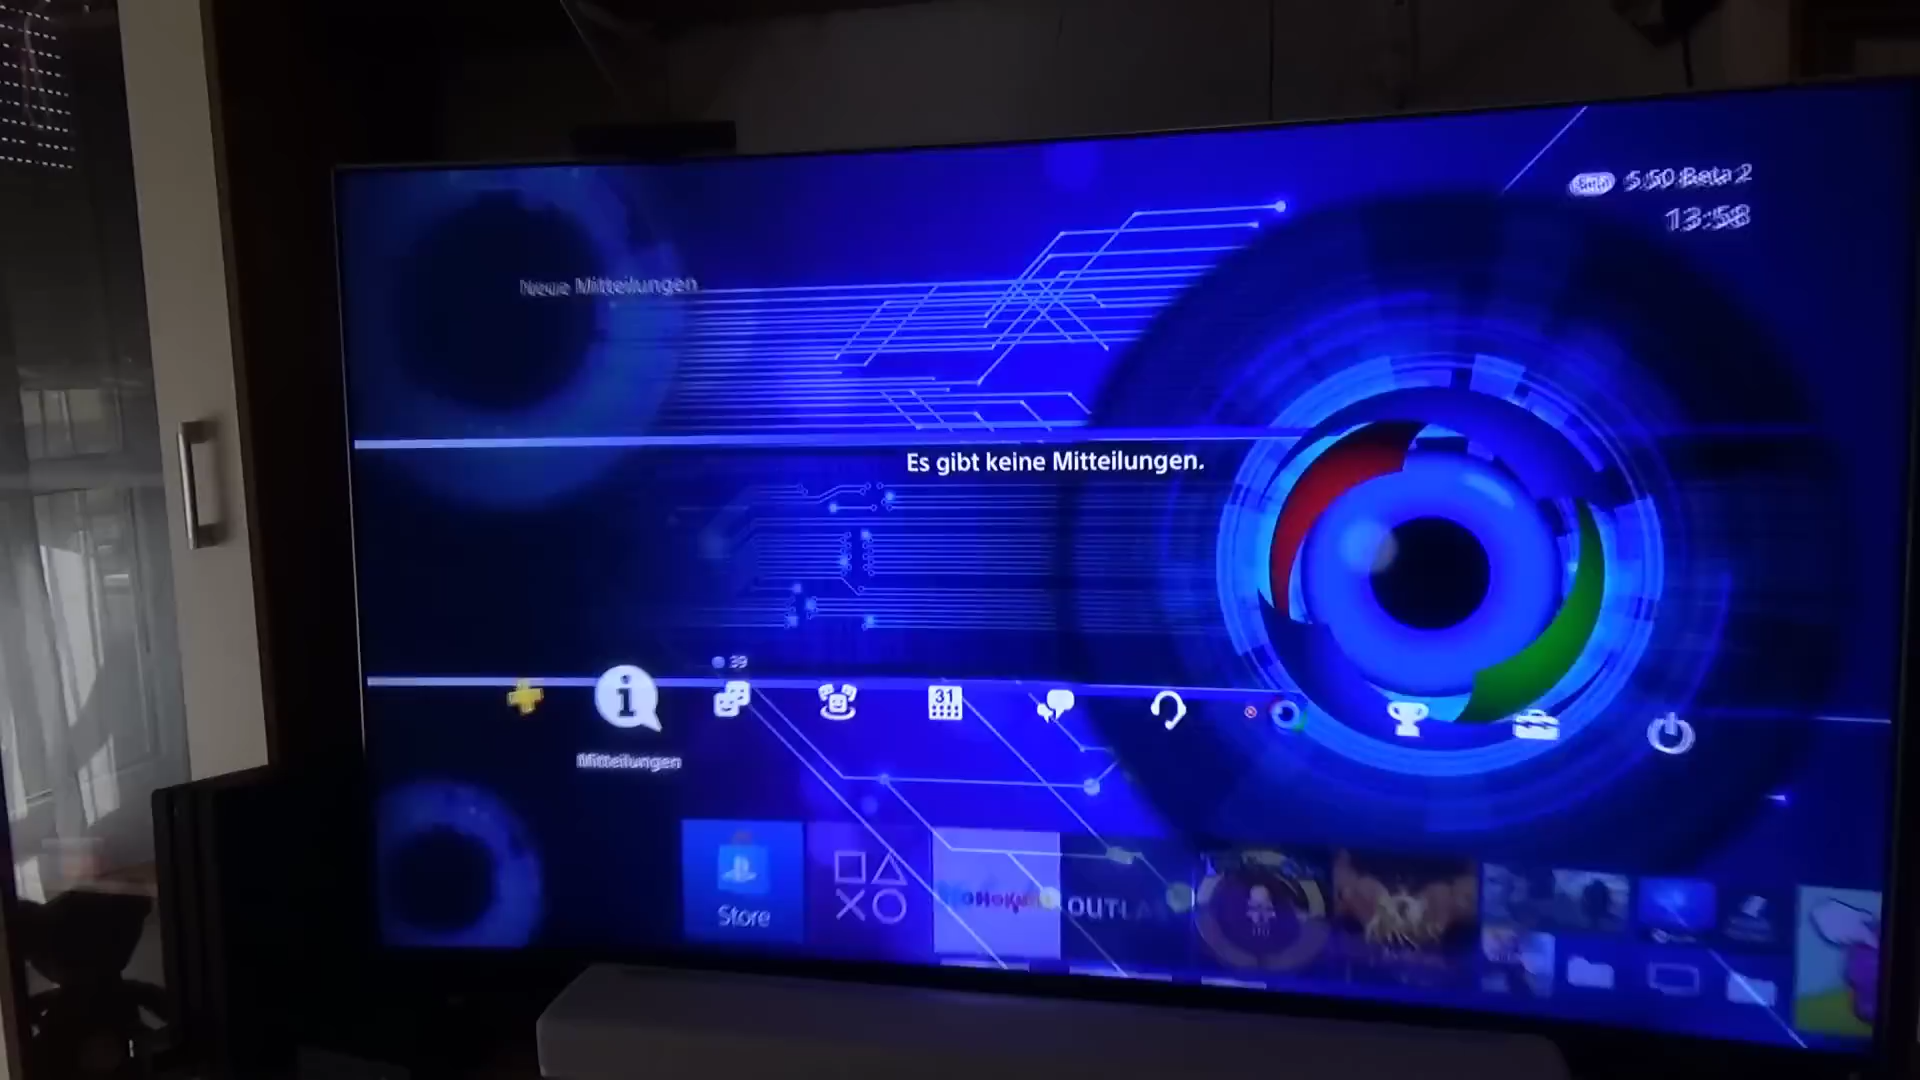 5.50 Beta 2
13:58
Neue Mitteilungen
Es gibt keine Mitteilungen.
39
31
Mitteilungen
Store